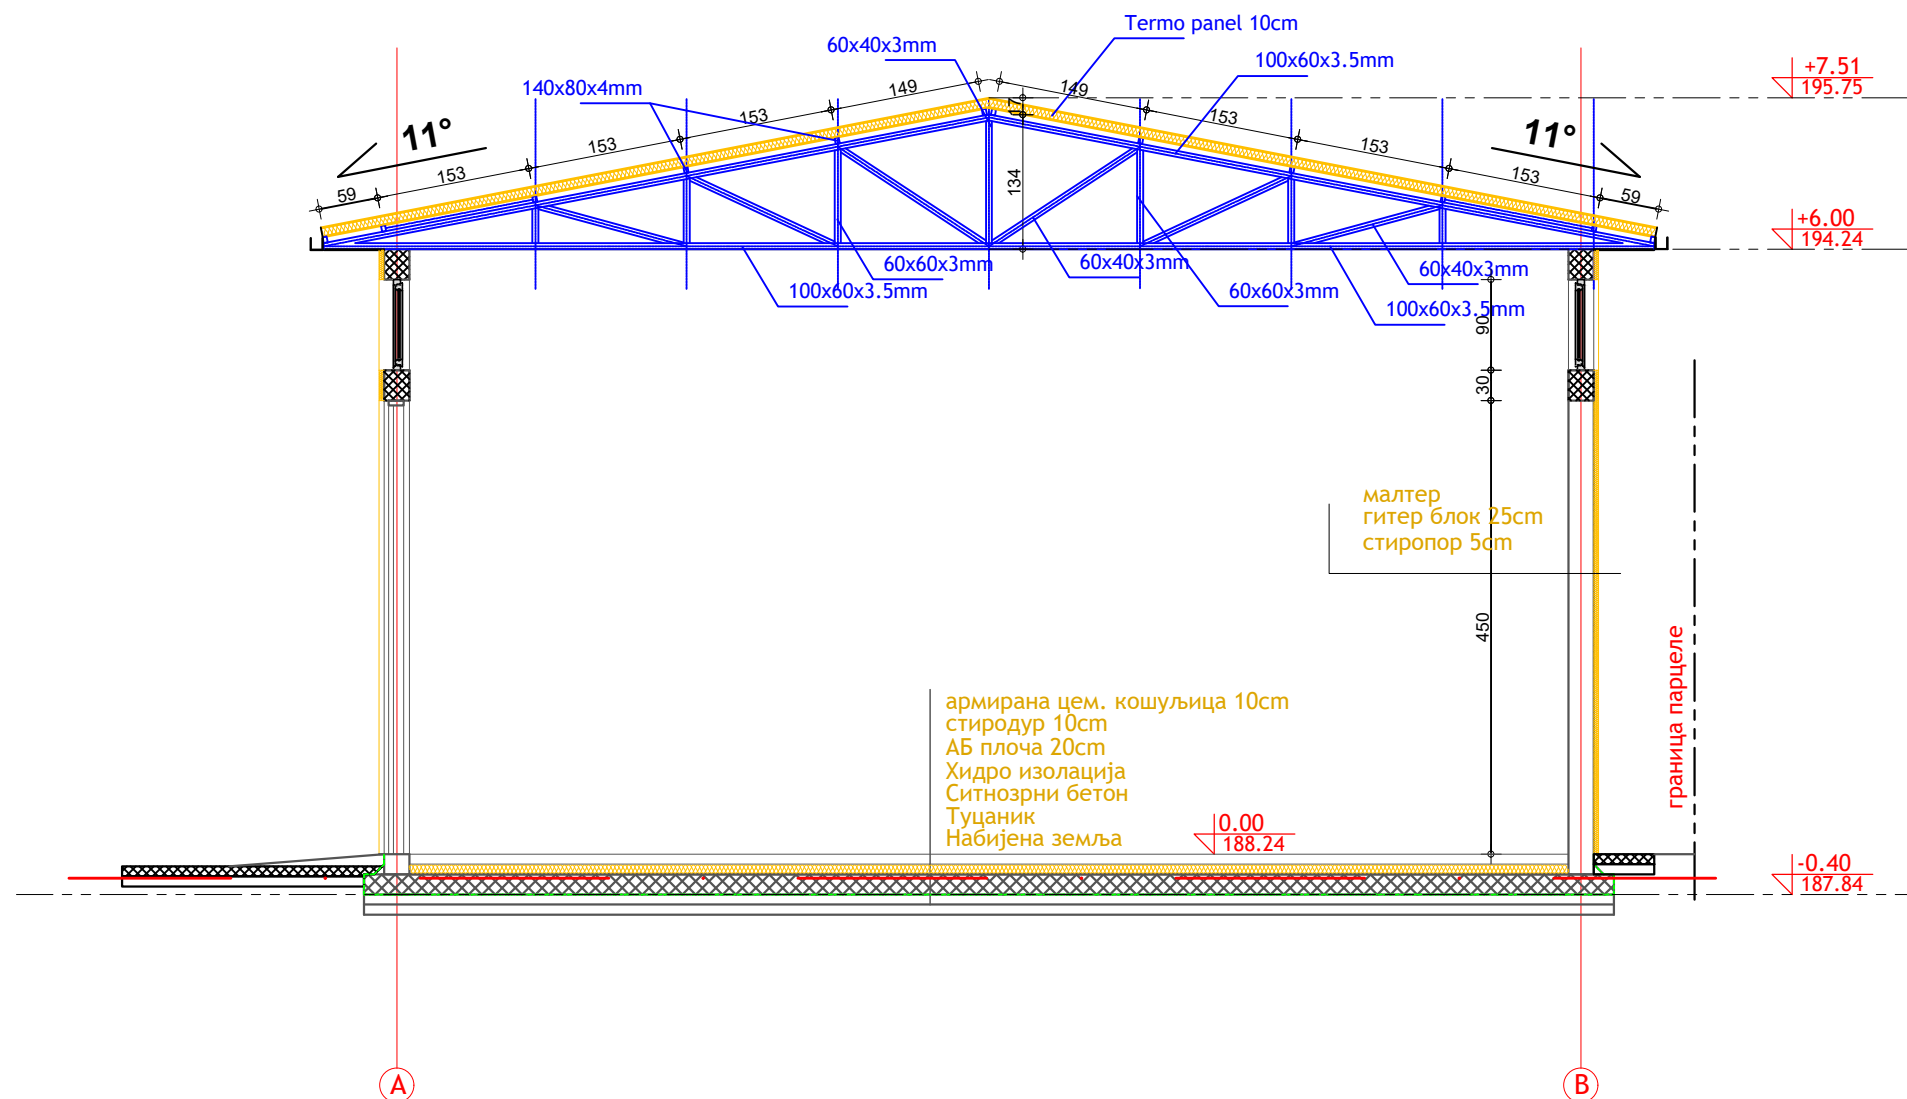 Termo panel 10cm
60x40x3mm
100x60x3.5mm
+7.51
195.75
140x80x4mm
149
149
17
153
153
11°
11°
153
153
153
153
134
59
59
+6.00
194.24
60x60x3mm
60x40x3mm
60x40x3mm
100x60x3.5mm
60x60x3mm
100x60x3.5mm
90
30
малтер
гитер блок 25cm
стиропор 5cm
450
граница парцеле
армирана цем. кошуљица 10cm
стиродур 10cm
АБ плоча 20cm
Хидро изолација
Ситнозрни бетон
Туцаник
Набијена земља
0.00
188.24
-0.40
187.84
A
B